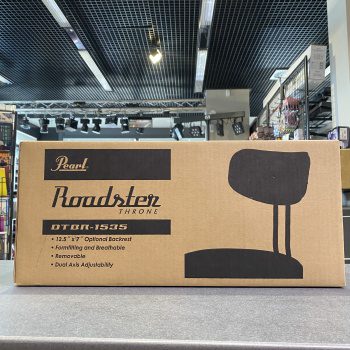 Pearl
Roadster
THRONE
DTBR-1535
• 12.5" x 7" Optional Backrest
• Formfitting and Breathable
• Removable
• Dual Axis Adjustability